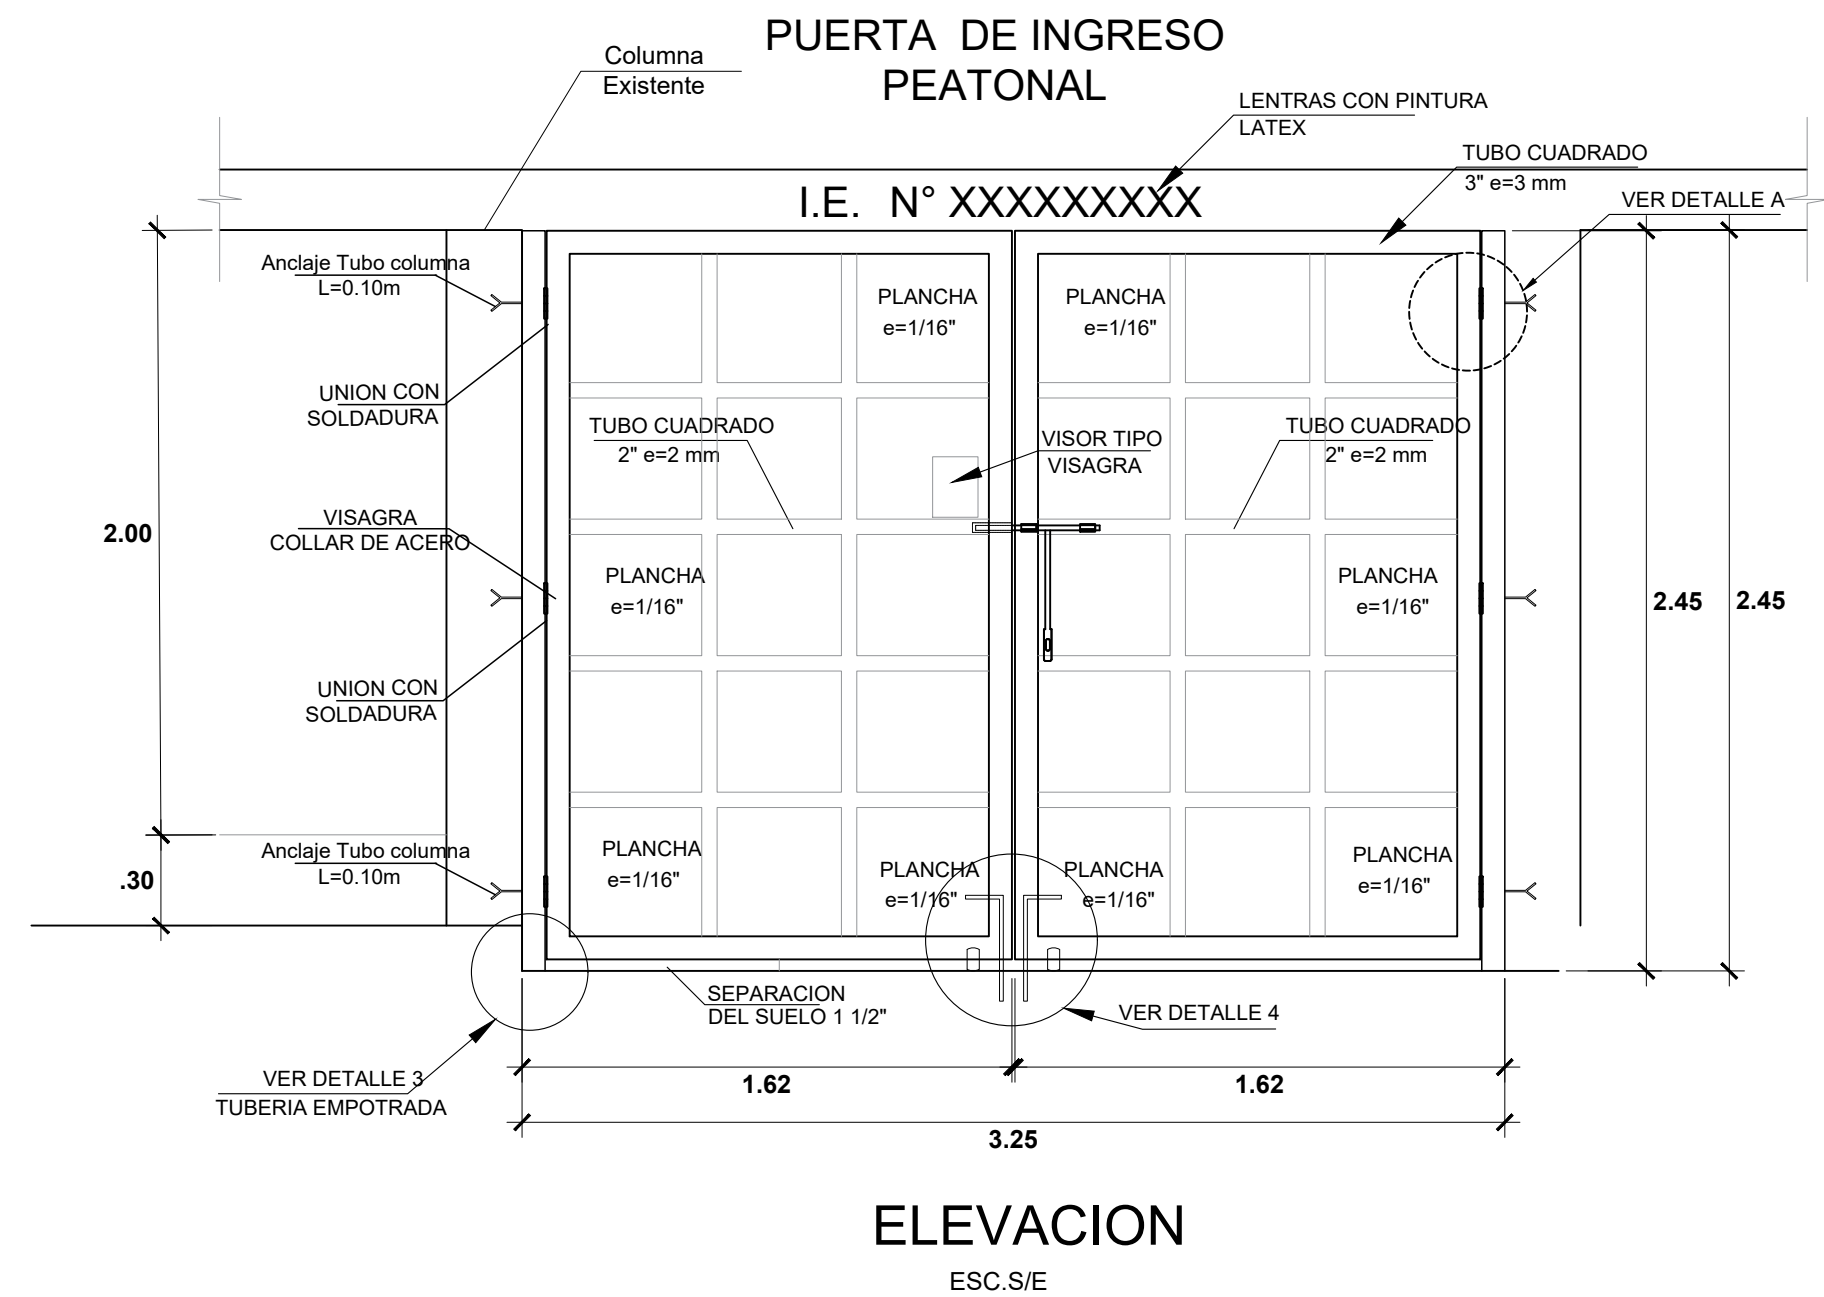 PUERTA DE INGRESO
PEATONAL
Columna
Existente
LENTRAS CON PINTURA
LATEX
TUBO CUADRADO
3" e=3 mm
VER DETALLE A
I.E. N° XXXXXXXXX
Anclaje Tubo columna
L=0.10m
PLANCHA
e=1/16"
PLANCHA
e=1/16"
UNION CON
SOLDADURA
TUBO CUADRADO
2" e=2 mm
VISOR TIPO
VISAGRA
TUBO CUADRADO
2" e=2 mm
VISAGRA
COLLAR DE ACERO
2.00
PLANCHA
e=1/16"
PLANCHA
e=1/16"
2.45
2.45
UNION CON
SOLDADURA
Anclaje Tubo columna
L=0.10m
.30
PLANCHA
e=1/16"
PLANCHA
e=1/16"
PLANCHA
e=1/16"
PLANCHA
e=1/16"
SEPARACION
DEL SUELO 1 1/2"
VER DETALLE 4
VER DETALLE 3
TUBERIA EMPOTRADA
1.62
1.62
3.25
ELEVACION
ESC.S/E